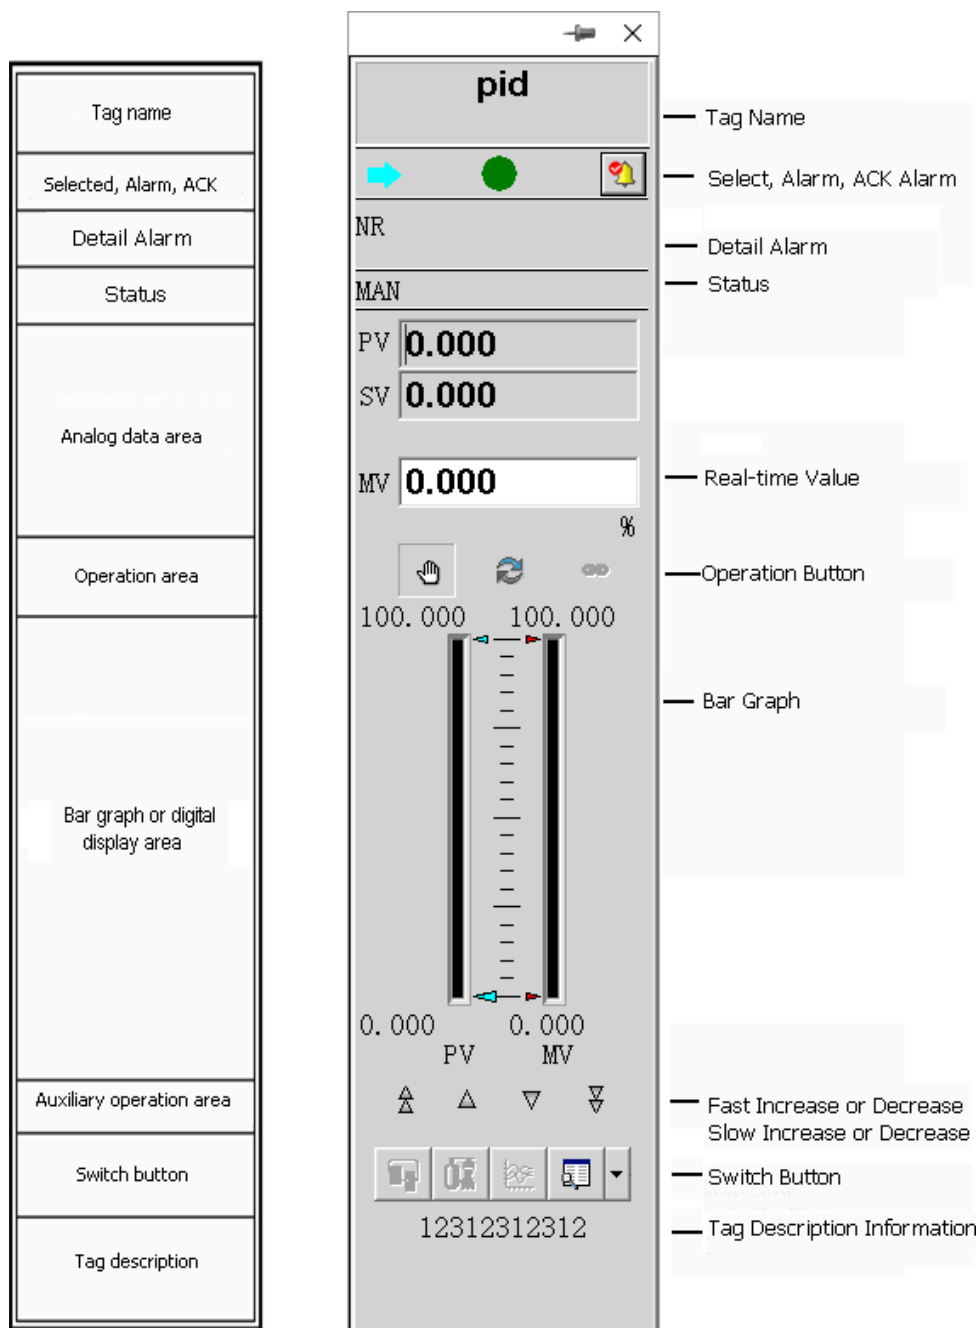 Tag name
Selected, Alarm, ACK
Detail Alarm
Status
Analog data area
Operation area
Bar graph or digital
display area
Auxiliary operation area
Switch button
Tag description
pid
NR
MAN
PV 0.000
SV 0.000
MV 0.000
%
100.000 100.000
0.000 0.000
PV MV
12312312312
Tag Name
Select, Alarm, ACK Alarm
Detail Alarm
Status
Real-time Value
Operation Button
Bar Graph
Fast Increase or Decrease
Slow Increase or Decrease
Switch Button
Tag Description Information